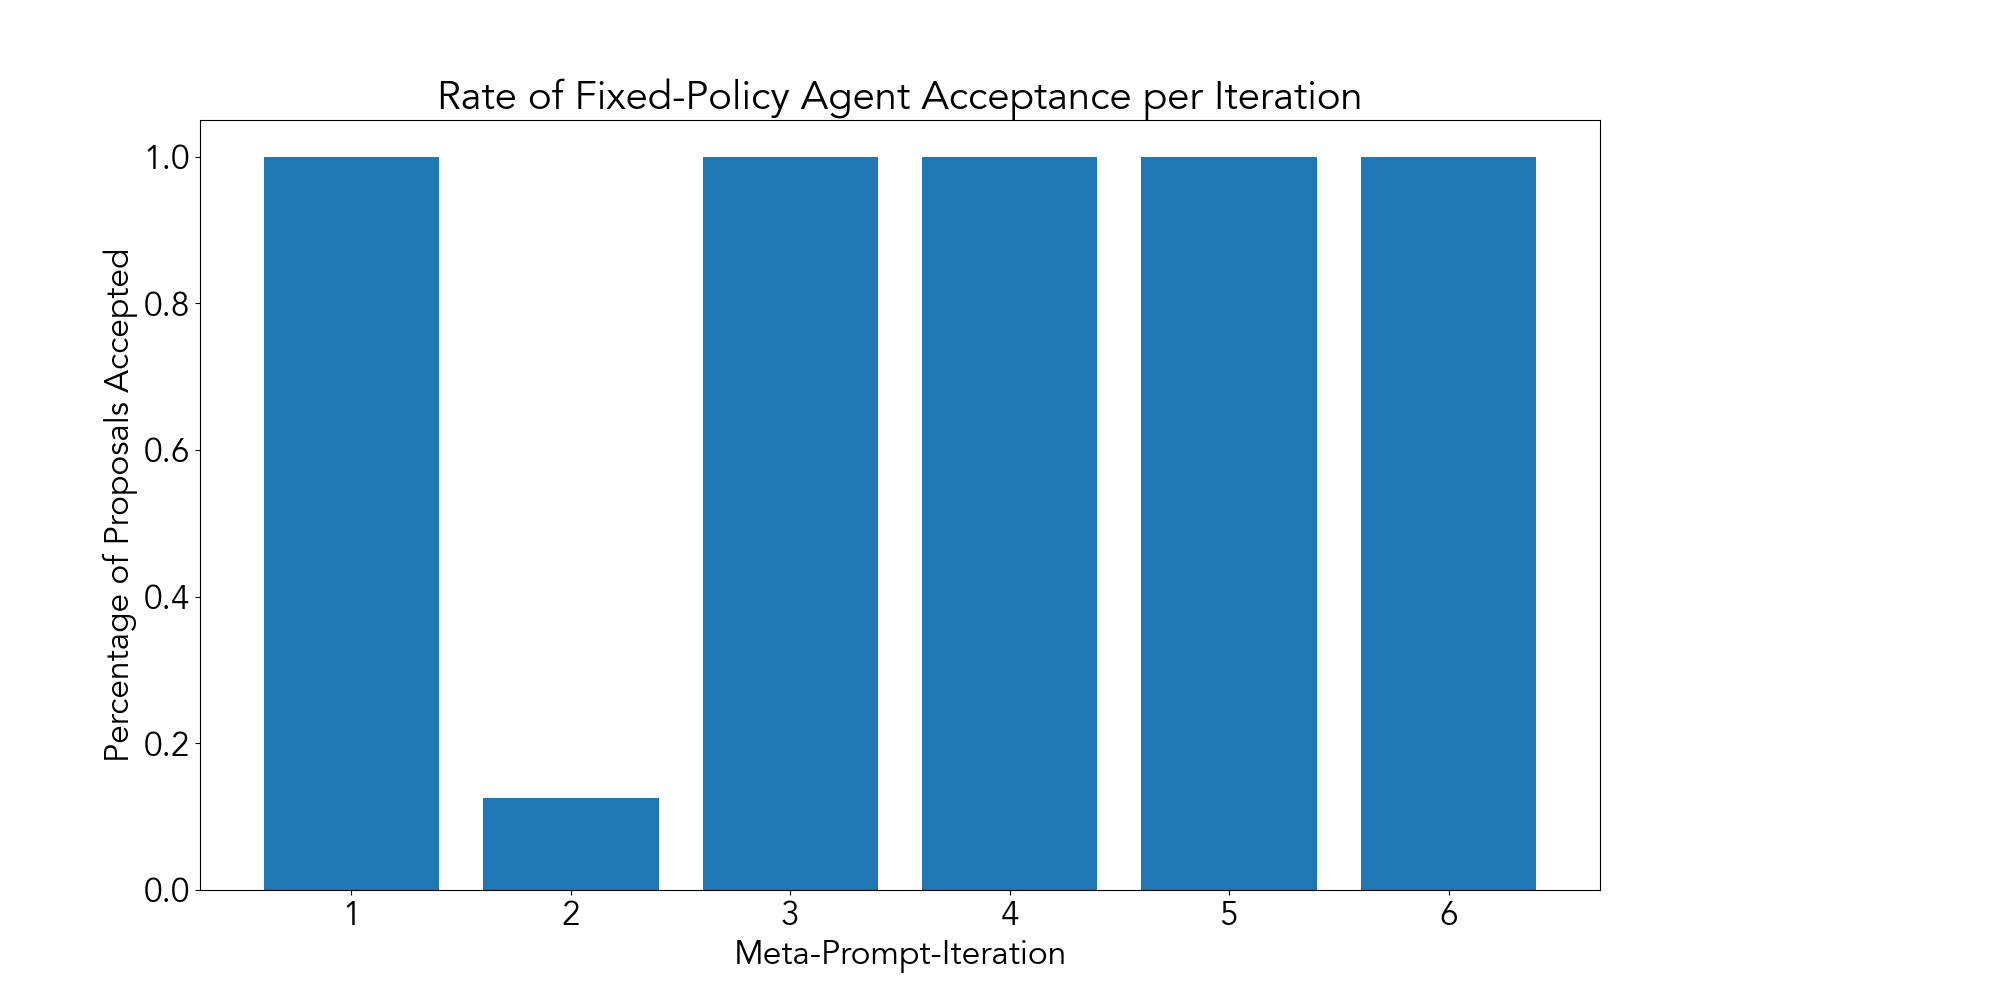 Rate of Fixed-Policy Agent Acceptance per Iteration
Percentage of Proposals Accepted
1.0
0.8
0.6
0.4
0.2
0.0
1 2 3 4 5 6
Meta-Prompt-Iteration